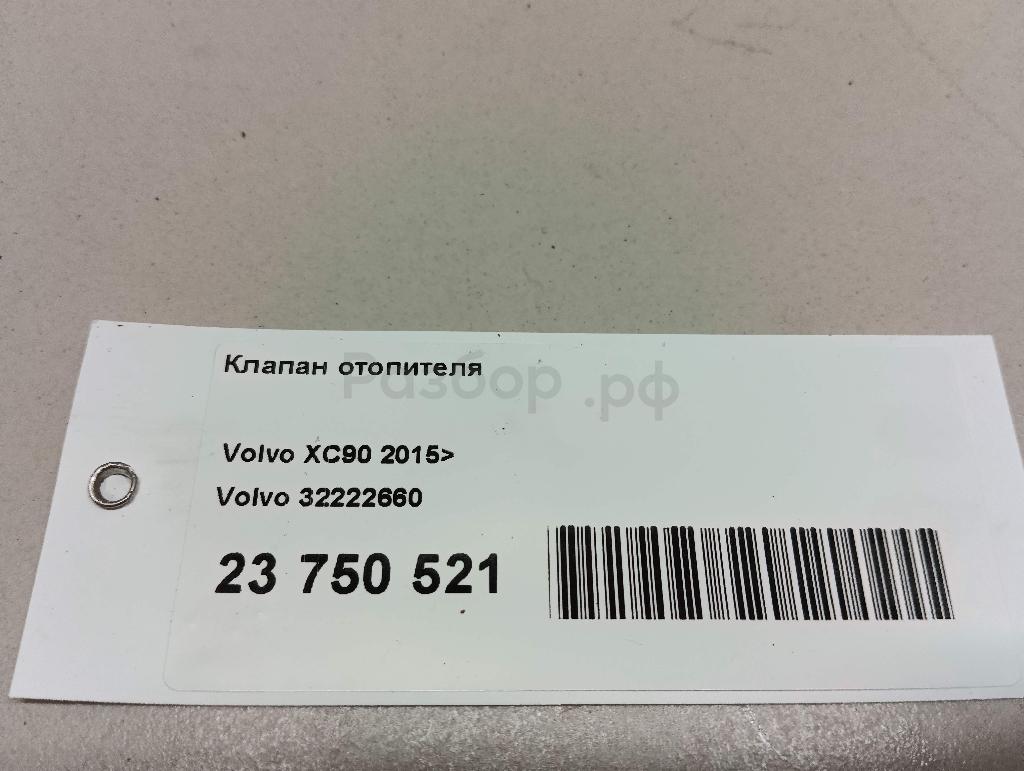 Клапан отопителя
Разбор .рф
Volvo XC90 2015>
Volvo 32222660
23 750 521